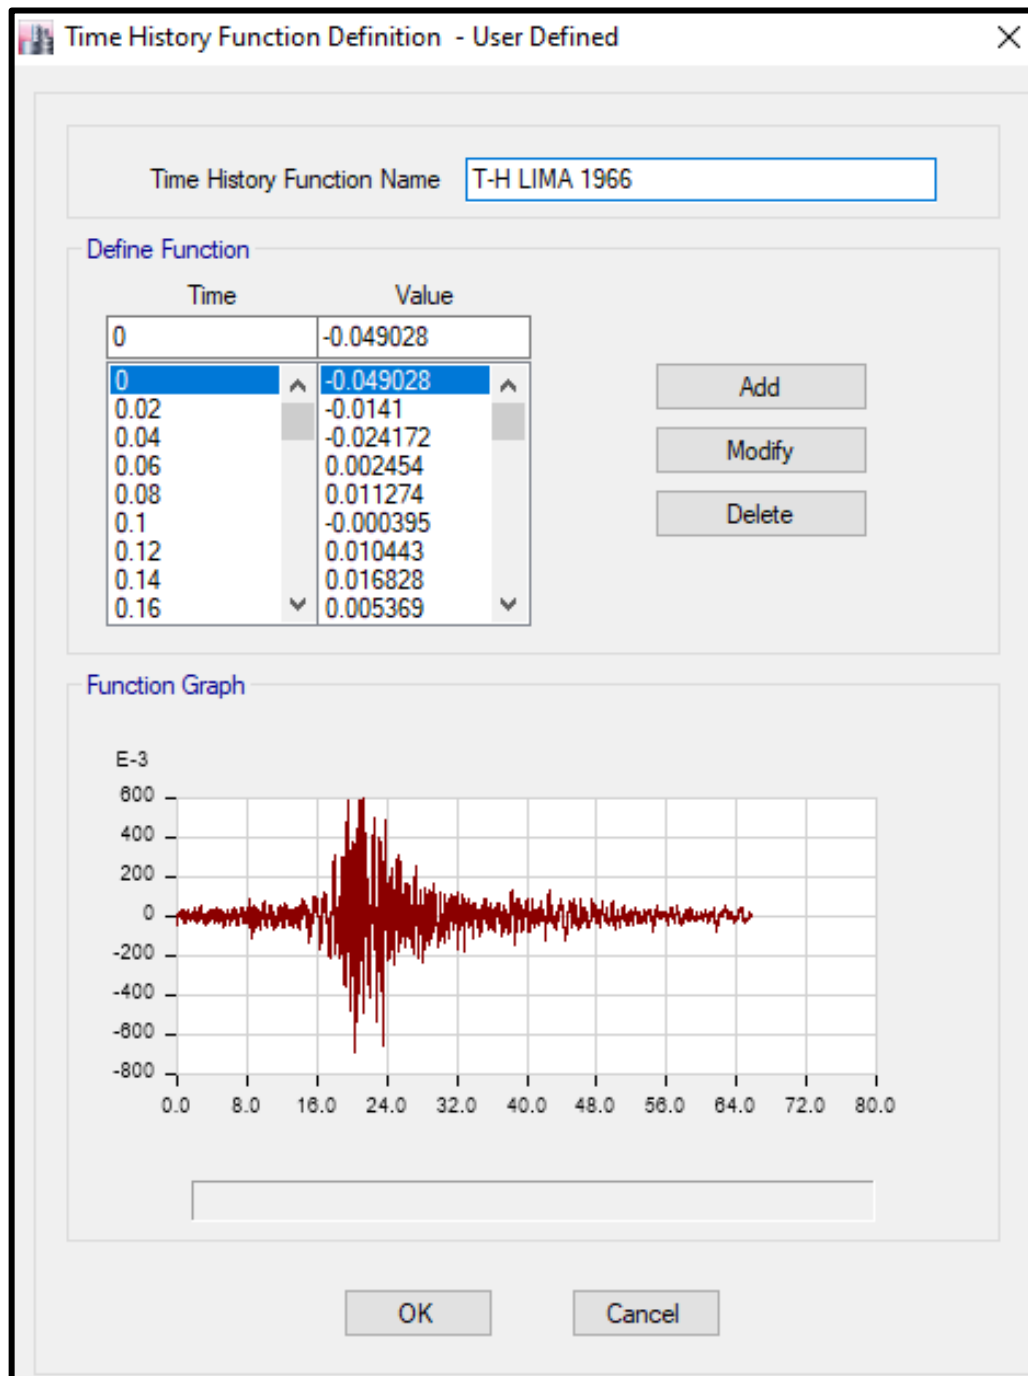 Time History Function Definition - User Defined
Time History Function Name T-H LIMA 1966
Define Function
Time Value
0 -0.049028
0 -0.049028
0.02 -0.0141
0.04 -0.024172
0.06 0.002454
0.08 0.011274
0.1 -0.000395
0.12 0.010443
0.14 0.016828
0.16 0.005369
Add
Modify
Delete
Function Graph
E-3
600
400
200
0
-200
-400
-600
-800
0.0 8.0 16.0 24.0 32.0 40.0 48.0 56.0 64.0 72.0 80.0
OK Cancel